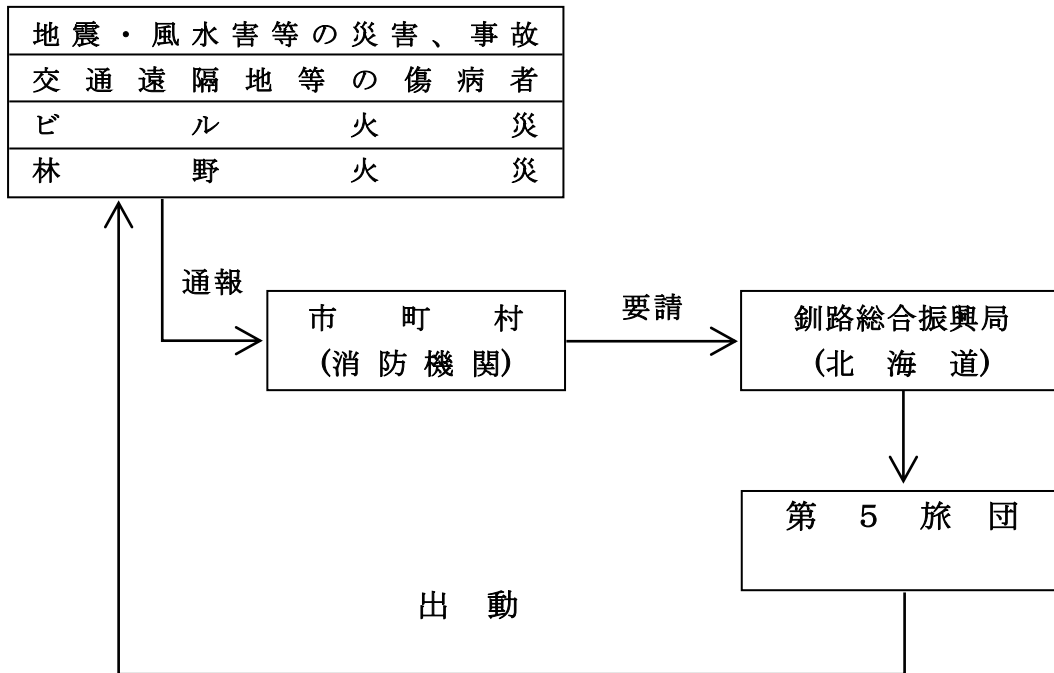 地震・風水害等の災害、事故
交通遠隔地等の傷病者
ビル火災
林野火災
通報
市町村
(消防機関)
要請
釧路総合振興局
(北海道)
第5旅団
出動